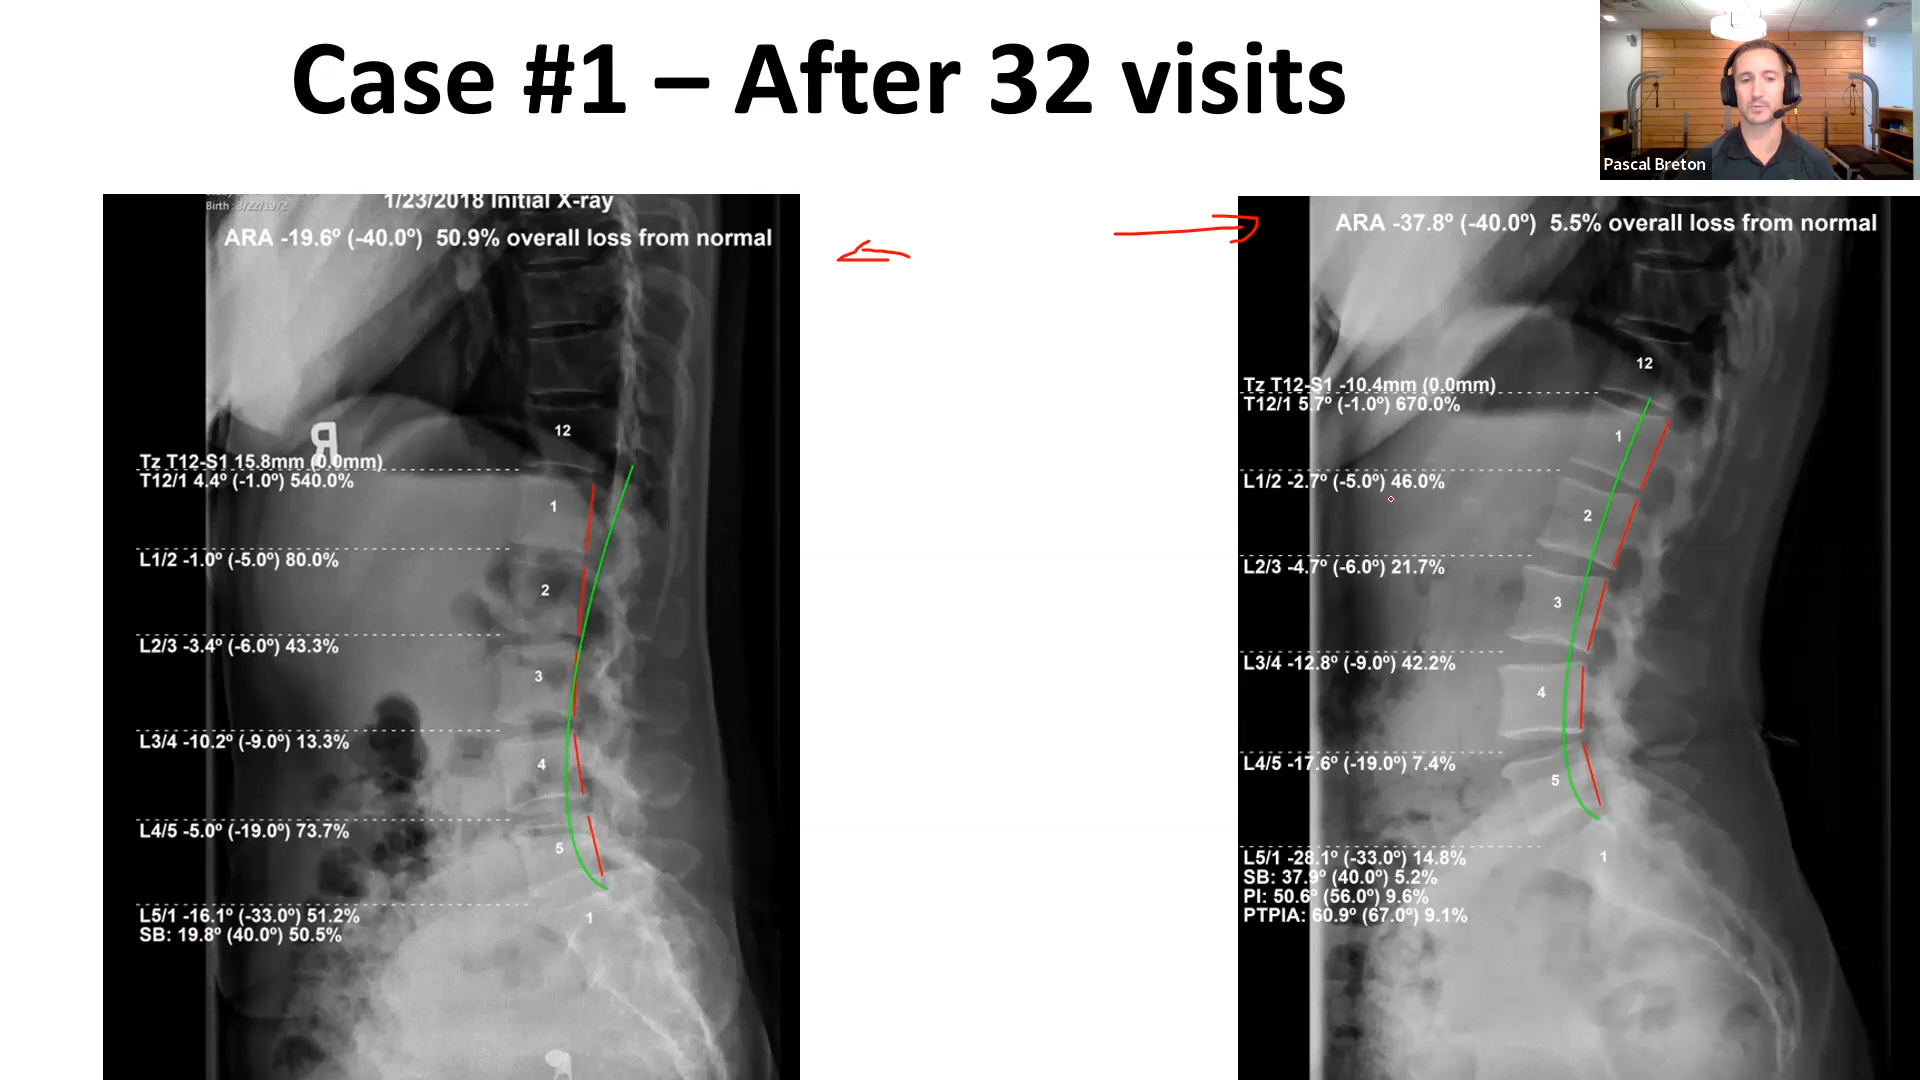 Case #1 – After 32 visits
Pascal Breton
Birth : 3/22/1972
1/23/2018 Initial X-ray
ARA -19.6º (-40.0º)  50.9% overall loss from normal
R
12
Tz T12-S1 15.8mm (0.0mm)
T12/1 4.4º (-1.0º) 540.0%
1
L1/2 -1.0º (-5.0º) 80.0%
2
L2/3 -3.4º (-6.0º) 43.3%
3
L3/4 -10.2º (-9.0º) 13.3%
4
L4/5 -5.0º (-19.0º) 73.7%
5
L5/1 -16.1º (-33.0º) 51.2%
1
SB: 19.8º (40.0º) 50.5%
ARA -37.8º (-40.0º)  5.5% overall loss from normal
12
Tz T12-S1 -10.4mm (0.0mm)
T12/1 5.7º (-1.0º) 670.0%
1
L1/2 -2.7º (-5.0º) 46.0%
2
L2/3 -4.7º (-6.0º) 21.7%
3
L3/4 -12.8º (-9.0º) 42.2%
4
L4/5 -17.6º (-19.0º) 7.4%
5
L5/1 -28.1º (-33.0º) 14.8%
1
SB: 37.9º (40.0º) 5.2%
PI: 50.6º (56.0º) 9.6%
PTPIA: 60.9º (67.0º) 9.1%